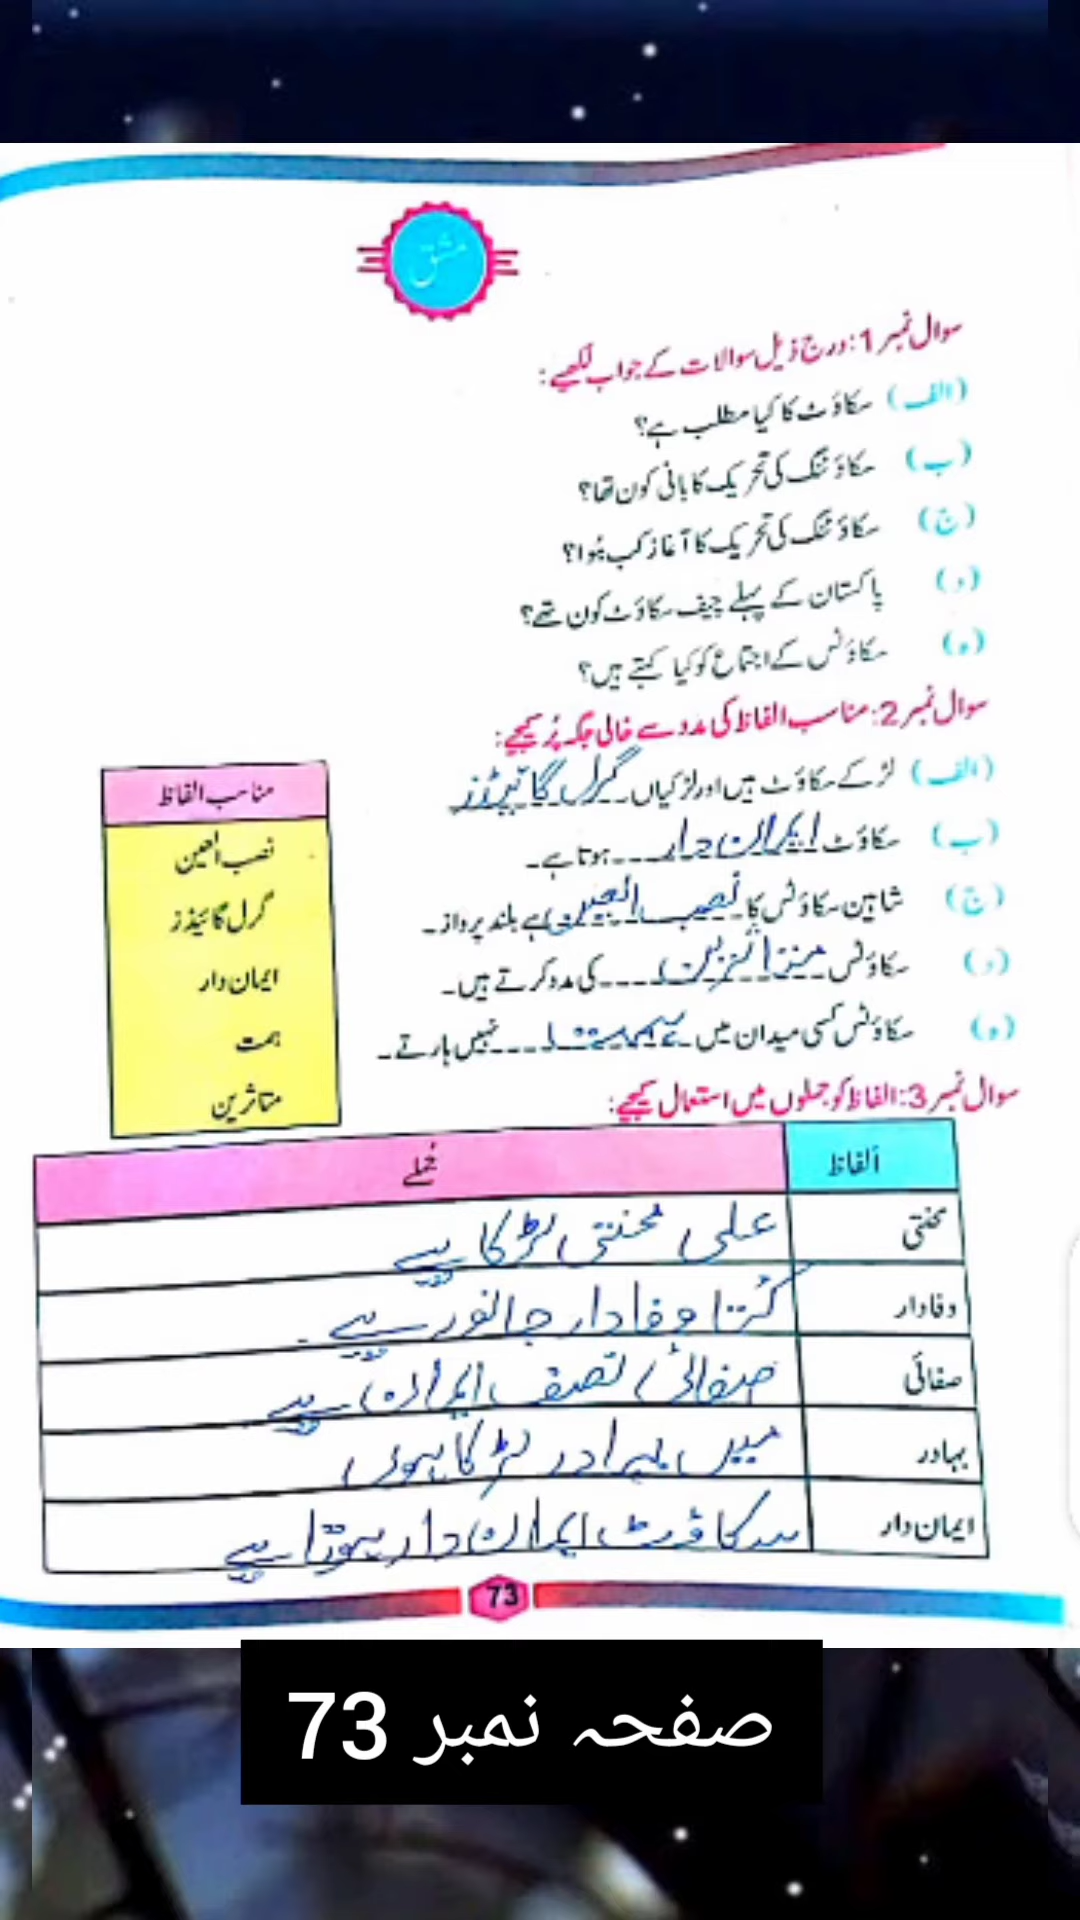 مشق
سوال نمبر 1: درج ذیل سوالات کے جواب لکھیے:
(الف) سکاؤٹ کا کیا مطلب ہے؟
(ب) سکاؤٹنگ کی تحریک کا بانی کون تھا؟
(ج) سکاؤٹنگ کی تحریک کا آغاز کب ہُوا؟
(د) پاکستان کے پہلے چیف سکاؤٹ کون تھے؟
(ہ) سکاؤٹس کے اجتماع کو کیا کہتے ہیں؟
سوال نمبر 2: مناسب الفاظ کی مدد سے خالی جگہ پُر کیجیے:
(الف) لڑکے سکاؤٹ ہیں اور لڑکیاں گرل گائیڈز
(ب) سکاؤٹ ایمان دار ہوتا ہے۔
(ج) شاہین سکاؤٹس کا نصب العین ہے بلند پرواز۔
(د) سکاؤٹس متاثرین کی مدد کرتے ہیں۔
(ہ) سکاؤٹس کسی میدان میں ہمت نہیں ہارتے۔
مناسب الفاظ
نصب العین
گرل گائیڈز
ایمان دار
ہمت
متاثرین
سوال نمبر 3: الفاظ کو جملوں میں استعمال کیجیے:
الفاظ جُملے
محنتی علی محنتی لڑکا ہے
وفادار کُتا وفادار جانور ہے۔
صفائی صفائی نصف ایمان ہے
بہادر میں بہادر لڑکا ہوں
ایمان دار سکاؤٹ ایمان دار ہوتا ہے
73
صفحہ نمبر 73